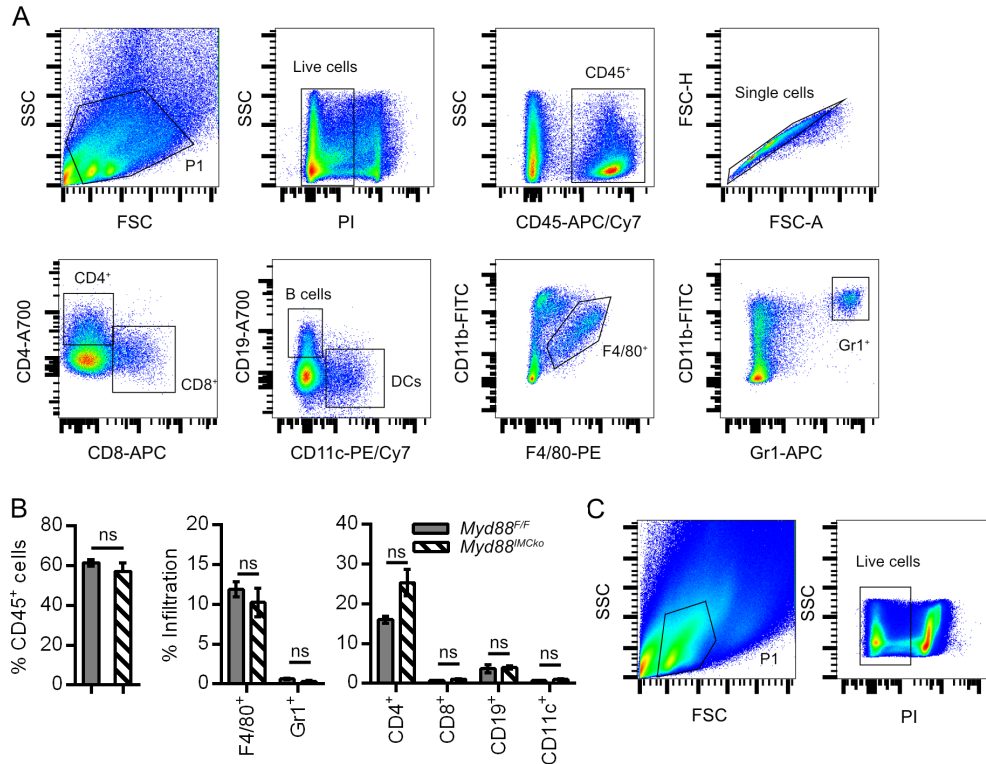 A
SSC
P1
FSC
SSC
Live cells
PI
SSC
CD45⁺
CD45-APC/Cy7
FSC-H
Single cells
FSC-A
CD4-A700
CD4⁺
CD8⁺
CD8-APC
CD19-A700
B cells
DCs
CD11c-PE/Cy7
CD11b-FITC
F4/80⁺
F4/80-PE
CD11b-FITC
Gr1⁺
Gr1-APC
B
% CD45⁺ cells
80
60
40
20
0
ns
% Infiltration
20
15
10
5
0
ns
ns
F4/80⁺
Gr1⁺
40
30
20
10
0
Myd88F/F
Myd88IMCko
ns
ns
ns
ns
CD4⁺
CD8⁺
CD19⁺
CD11c⁺
C
SSC
P1
FSC
SSC
Live cells
PI